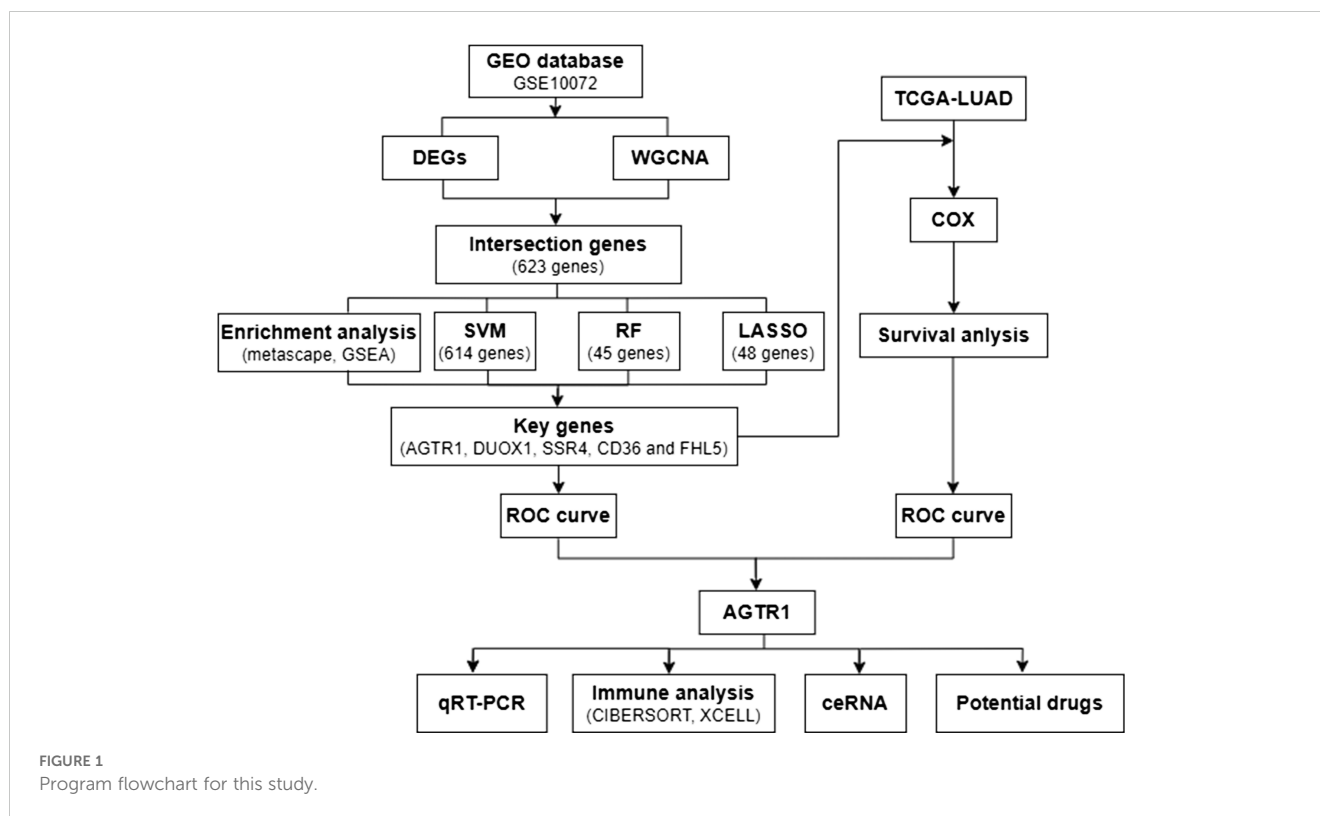 GEO database
GSE10072
TCGA-LUAD
DEGs
WGCNA
COX
Intersection genes
(623 genes)
Enrichment analysis
(metascape, GSEA)
SVM
(614 genes)
RF
(45 genes)
LASSO
(48 genes)
Survival anlysis
Key genes
(AGTR1, DUOX1, SSR4, CD36 and FHL5)
ROC curve
ROC curve
AGTR1
qRT-PCR
Immune analysis
(CIBERSORT, XCELL)
ceRNA
Potential drugs
FIGURE 1
Program flowchart for this study.